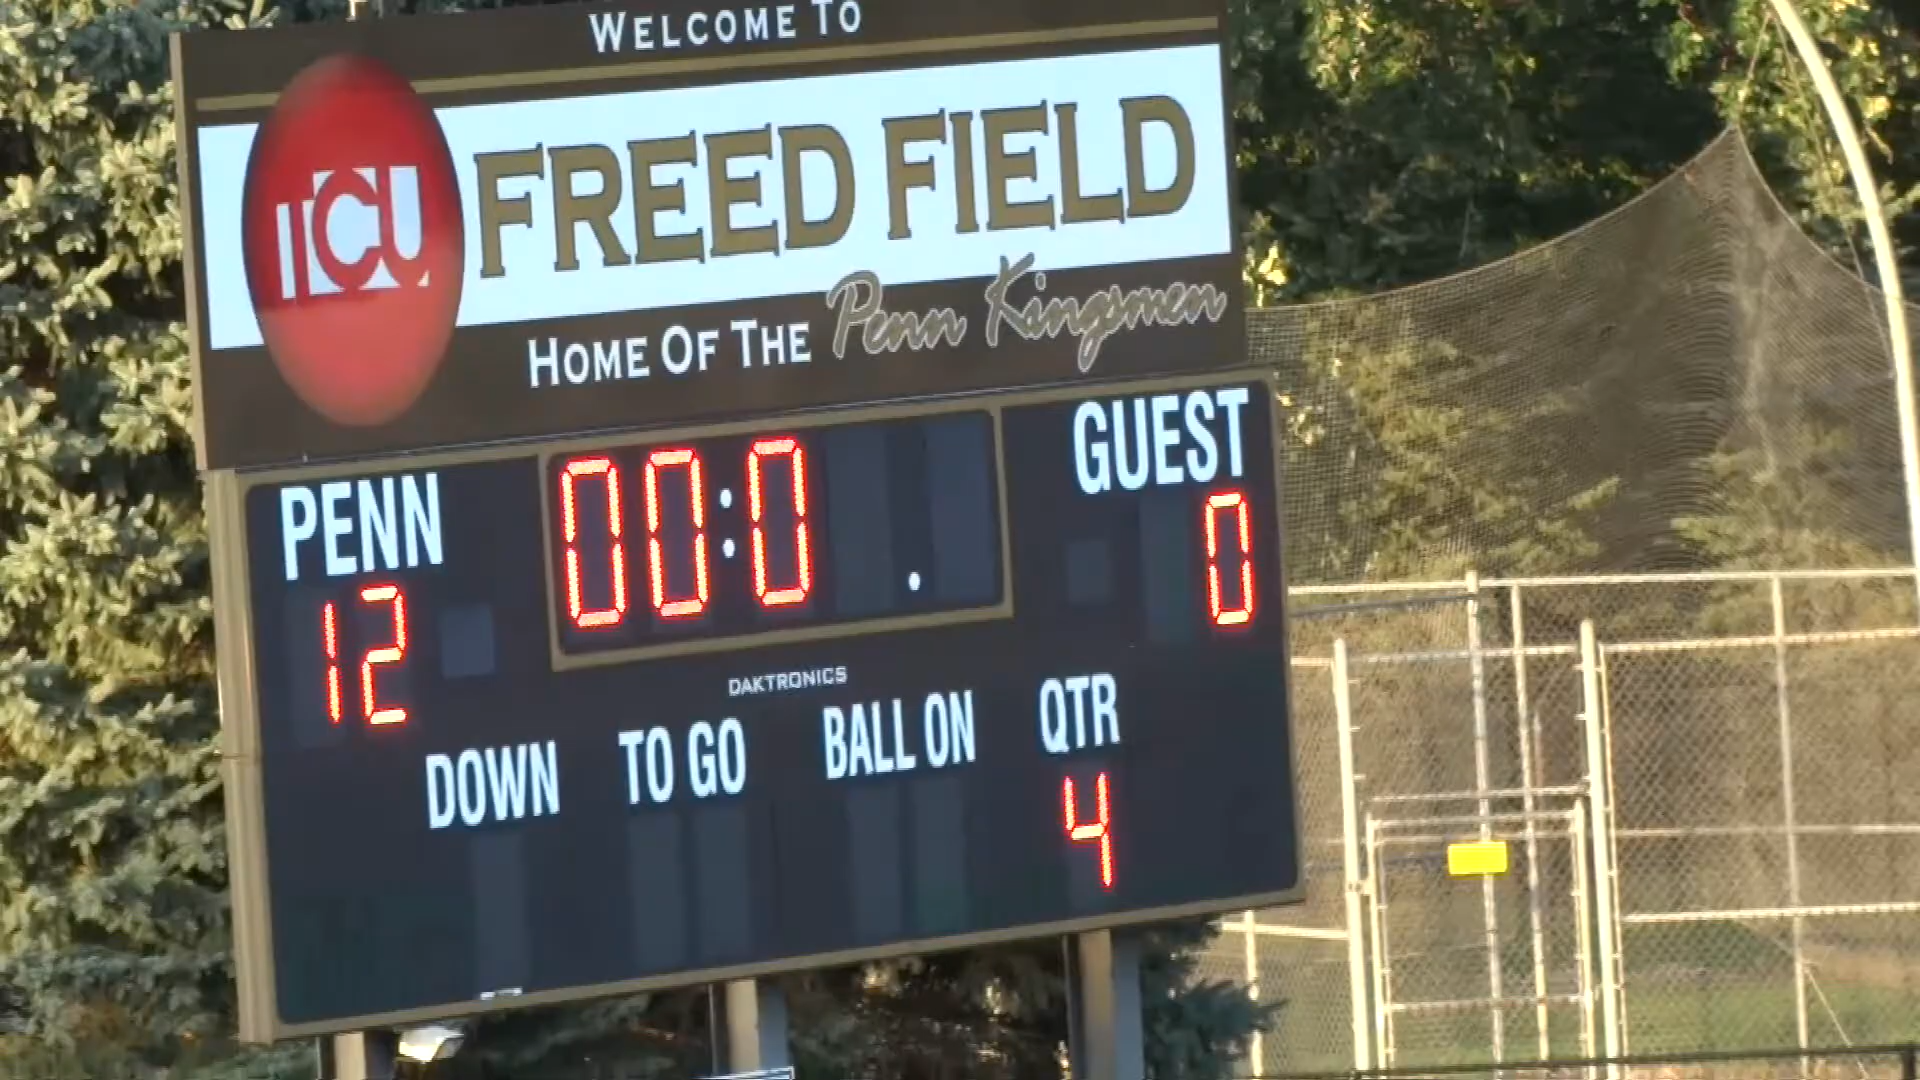 WELCOME TO
TCU FREED FIELD
HOME OF THE Penn Kingsmen
PENN 00:0 . GUEST
12 0
DAKTRONICS
DOWN TO GO BALL ON QTR
4